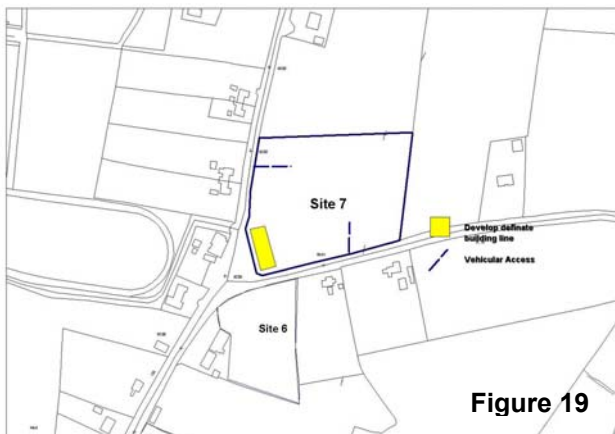 Site 7
Develop definate
building line
Vehicular Access
Site 6
Figure 19